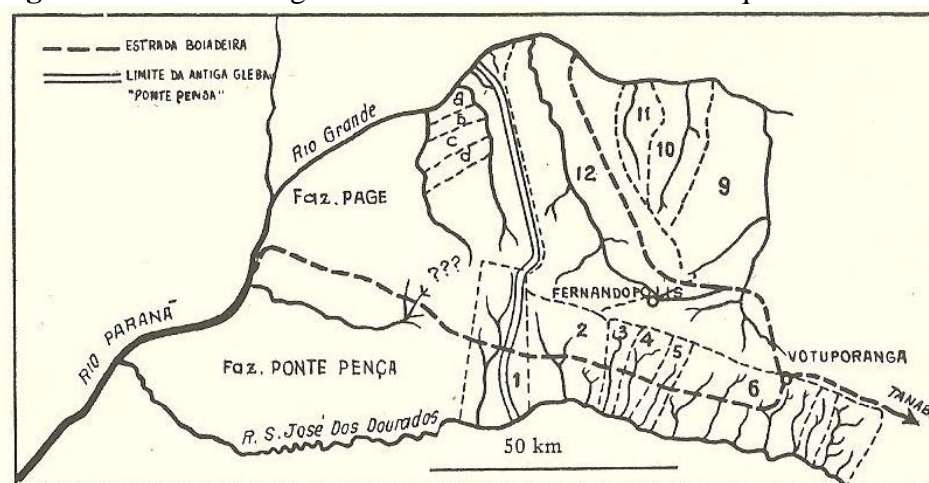 ESTRADA BOIADEIRA
LIMITE DA ANTIGA GLEBA
"PONTE PENSA"
Rio Grande
a
b
c
d
11
10
12
9
Faz. PAGE
???
FERNANDOPOLIS
RIO PARANÁ
2
3
4
5
Faz. PONTE PENÇA
1
6
VOTUPORANGA
TANAB
R. S. José Dos Dourados
50 km